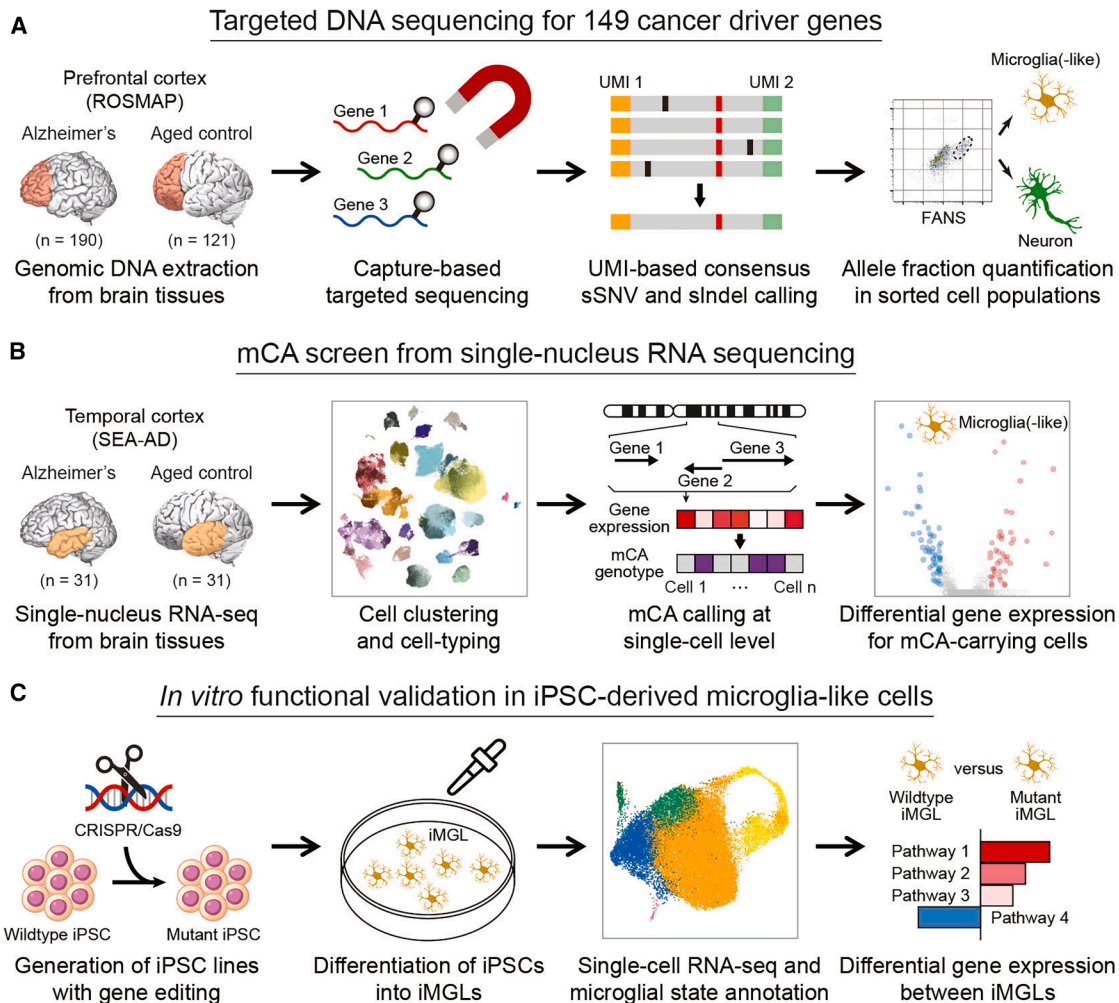 A
Targeted DNA sequencing for 149 cancer driver genes
Prefrontal cortex
(ROSMAP)
Alzheimer's
Aged control
(n = 190)
(n = 121)
Genomic DNA extraction
from brain tissues
Gene 1
Gene 2
Gene 3
Capture-based
targeted sequencing
UMI 1
UMI 2
UMI-based consensus
sSNV and sIndel calling
Microglia(-like)
FANS
Neuron
Allele fraction quantification
in sorted cell populations
B
mCA screen from single-nucleus RNA sequencing
Temporal cortex
(SEA-AD)
Alzheimer's
Aged control
(n = 31)
(n = 31)
Single-nucleus RNA-seq
from brain tissues
Cell clustering
and cell-typing
Gene 1
Gene 3
Gene 2
Gene
expression
mCA
genotype
Cell 1
...
Cell n
mCA calling at
single-cell level
Microglia(-like)
Differential gene expression
for mCA-carrying cells
C
In vitro functional validation in iPSC-derived microglia-like cells
CRISPR/Cas9
Wildtype iPSC
Mutant iPSC
Generation of iPSC lines
with gene editing
iMGL
Differentiation of iPSCs
into iMGLs
Single-cell RNA-seq and
microglial state annotation
versus
Wildtype
iMGL
Mutant
iMGL
Pathway 1
Pathway 2
Pathway 3
Pathway 4
Differential gene expression
between iMGLs